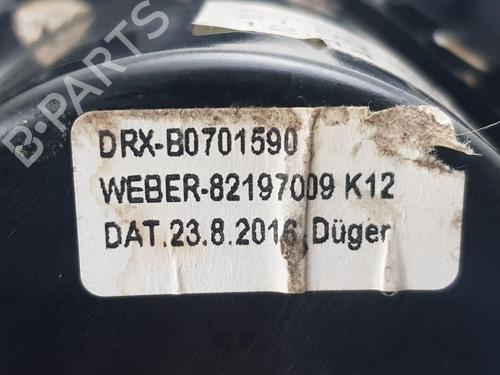 B-PARTS
DRX-B0701590
WEBER-82197009 K12
DAT.23.8.2016 Düger